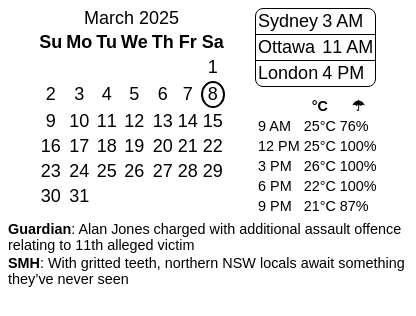 March 2025
Su Mo Tu We Th Fr Sa
1
2 3 4 5 6 7 8
9 10 11 12 13 14 15
16 17 18 19 20 21 22
23 24 25 26 27 28 29
30 31
Sydney 3 AM
Ottawa 11 AM
London 4 PM
°C ☂
9 AM 25°C 76%
12 PM 25°C 100%
3 PM 26°C 100%
6 PM 22°C 100%
9 PM 21°C 87%
Guardian: Alan Jones charged with additional assault offence
relating to 11th alleged victim
SMH: With gritted teeth, northern NSW locals await something
they’ve never seen